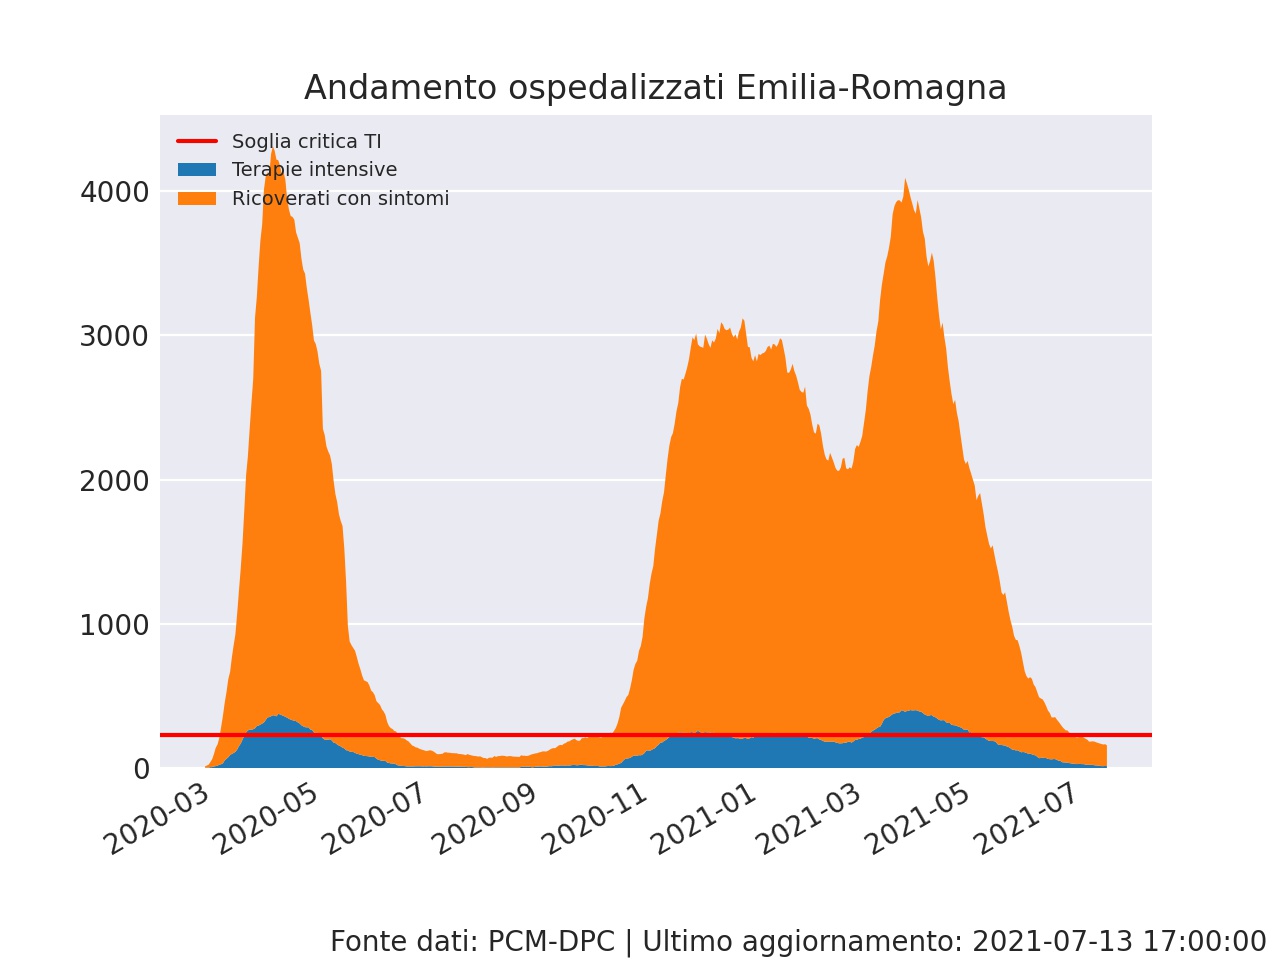 Andamento ospedalizzati Emilia-Romagna
Soglia critica TI
Terapie intensive
Ricoverati con sintomi
4000
3000
2000
1000
0
2020-03
2020-05
2020-07
2020-09
2020-11
2021-01
2021-03
2021-05
2021-07
Fonte dati: PCM-DPC | Ultimo aggiornamento: 2021-07-13 17:00:00